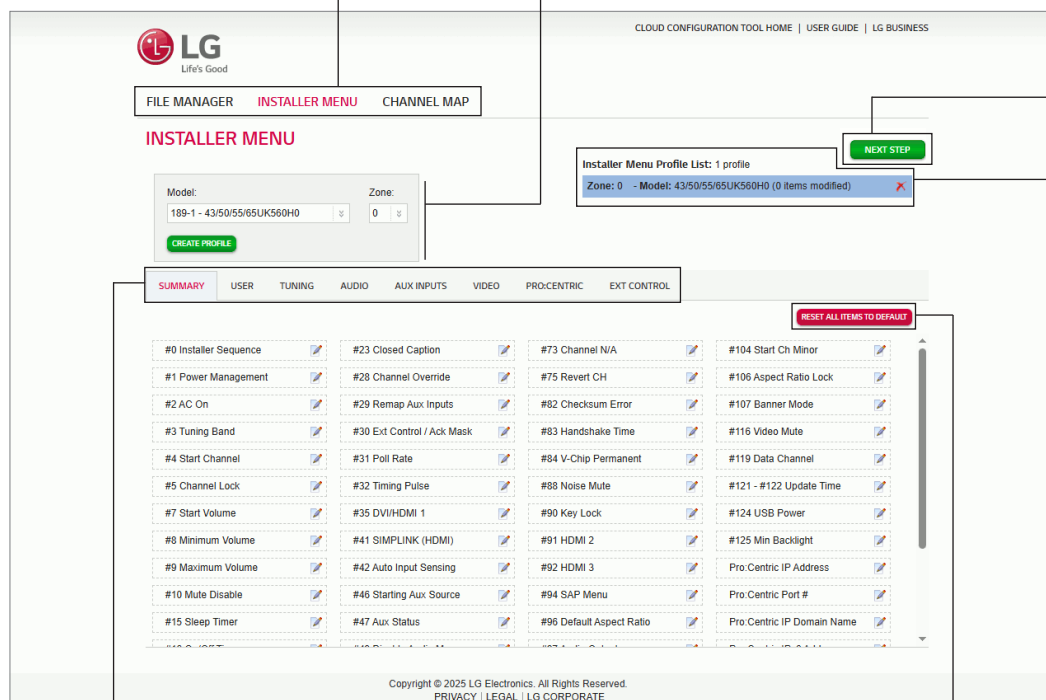 CLOUD CONFIGURATION TOOL HOME | USER GUIDE | LG BUSINESS
LG
Life's Good
FILE MANAGER INSTALLER MENU CHANNEL MAP
INSTALLER MENU
NEXT STEP
Installer Menu Profile List: 1 profile
Zone: 0 - Model: 43/50/55/65UK560H0 (0 items modified)
Model: Zone:
189-1 - 43/50/55/65UK560H0 0
CREATE PROFILE
SUMMARY USER TUNING AUDIO AUX INPUTS VIDEO PRO:CENTRIC EXT CONTROL
RESET ALL ITEMS TO DEFAULT
#0 Installer Sequence #23 Closed Caption #73 Channel N/A #104 Start Ch Minor
#1 Power Management #28 Channel Override #75 Revert CH #106 Aspect Ratio Lock
#2 AC On #29 Remap Aux Inputs #82 Checksum Error #107 Banner Mode
#3 Tuning Band #30 Ext Control / Ack Mask #83 Handshake Time #116 Video Mute
#4 Start Channel #31 Poll Rate #84 V-Chip Permanent #119 Data Channel
#5 Channel Lock #32 Timing Pulse #88 Noise Mute #121 - #122 Update Time
#7 Start Volume #35 DVI/HDMI 1 #90 Key Lock #124 USB Power
#8 Minimum Volume #41 SIMPLINK (HDMI) #91 HDMI 2 #125 Min Backlight
#9 Maximum Volume #42 Auto Input Sensing #92 HDMI 3 Pro:Centric IP Address
#10 Mute Disable #46 Starting Aux Source #94 SAP Menu Pro:Centric Port #
#15 Sleep Timer #47 Aux Status #96 Default Aspect Ratio Pro:Centric IP Domain Name
Copyright © 2025 LG Electronics. All Rights Reserved.
PRIVACY | LEGAL | LG CORPORATE